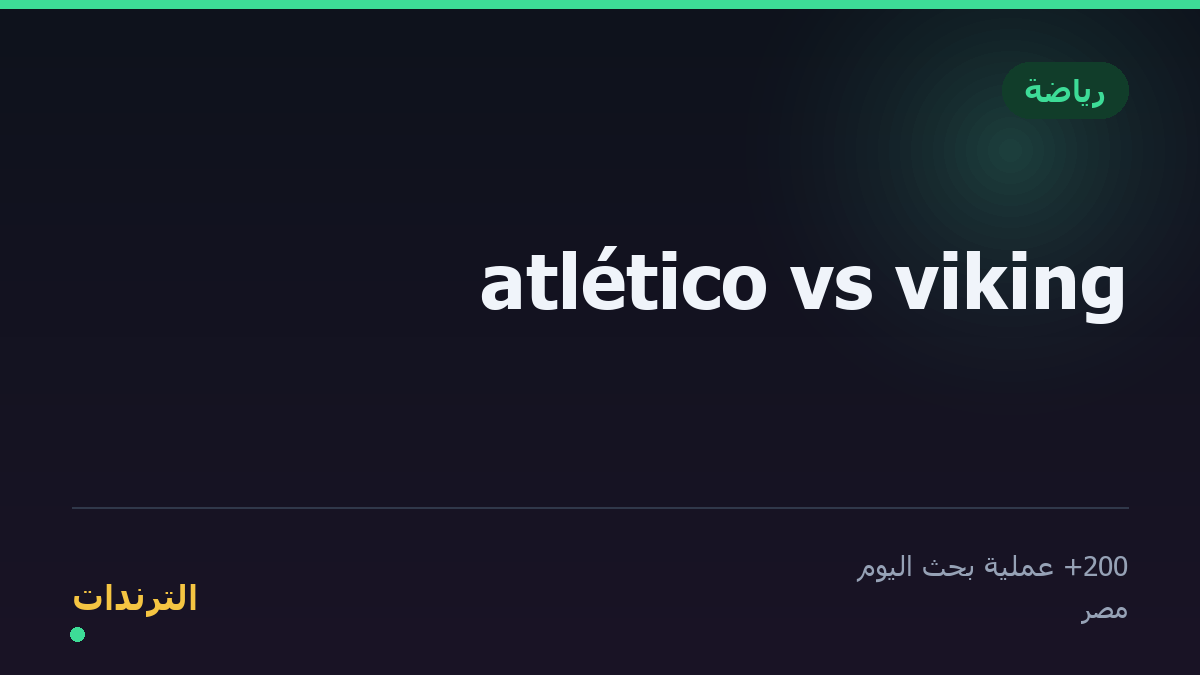 رياضة
atlético vs viking
200+ عملية بحث اليوم
مصر
الترندات